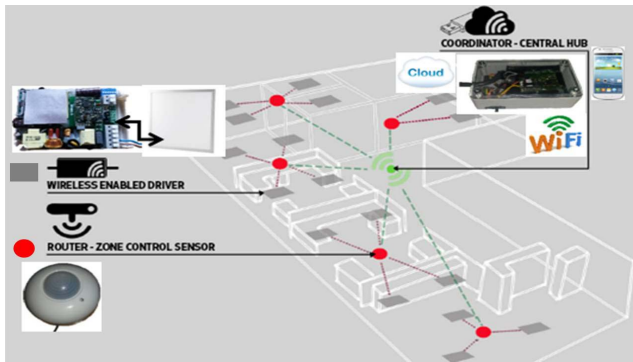 COORDINATOR - CENTRAL HUB
Cloud
WiFi
WIRELESS ENABLED DRIVER
ROUTER - ZONE CONTROL SENSOR